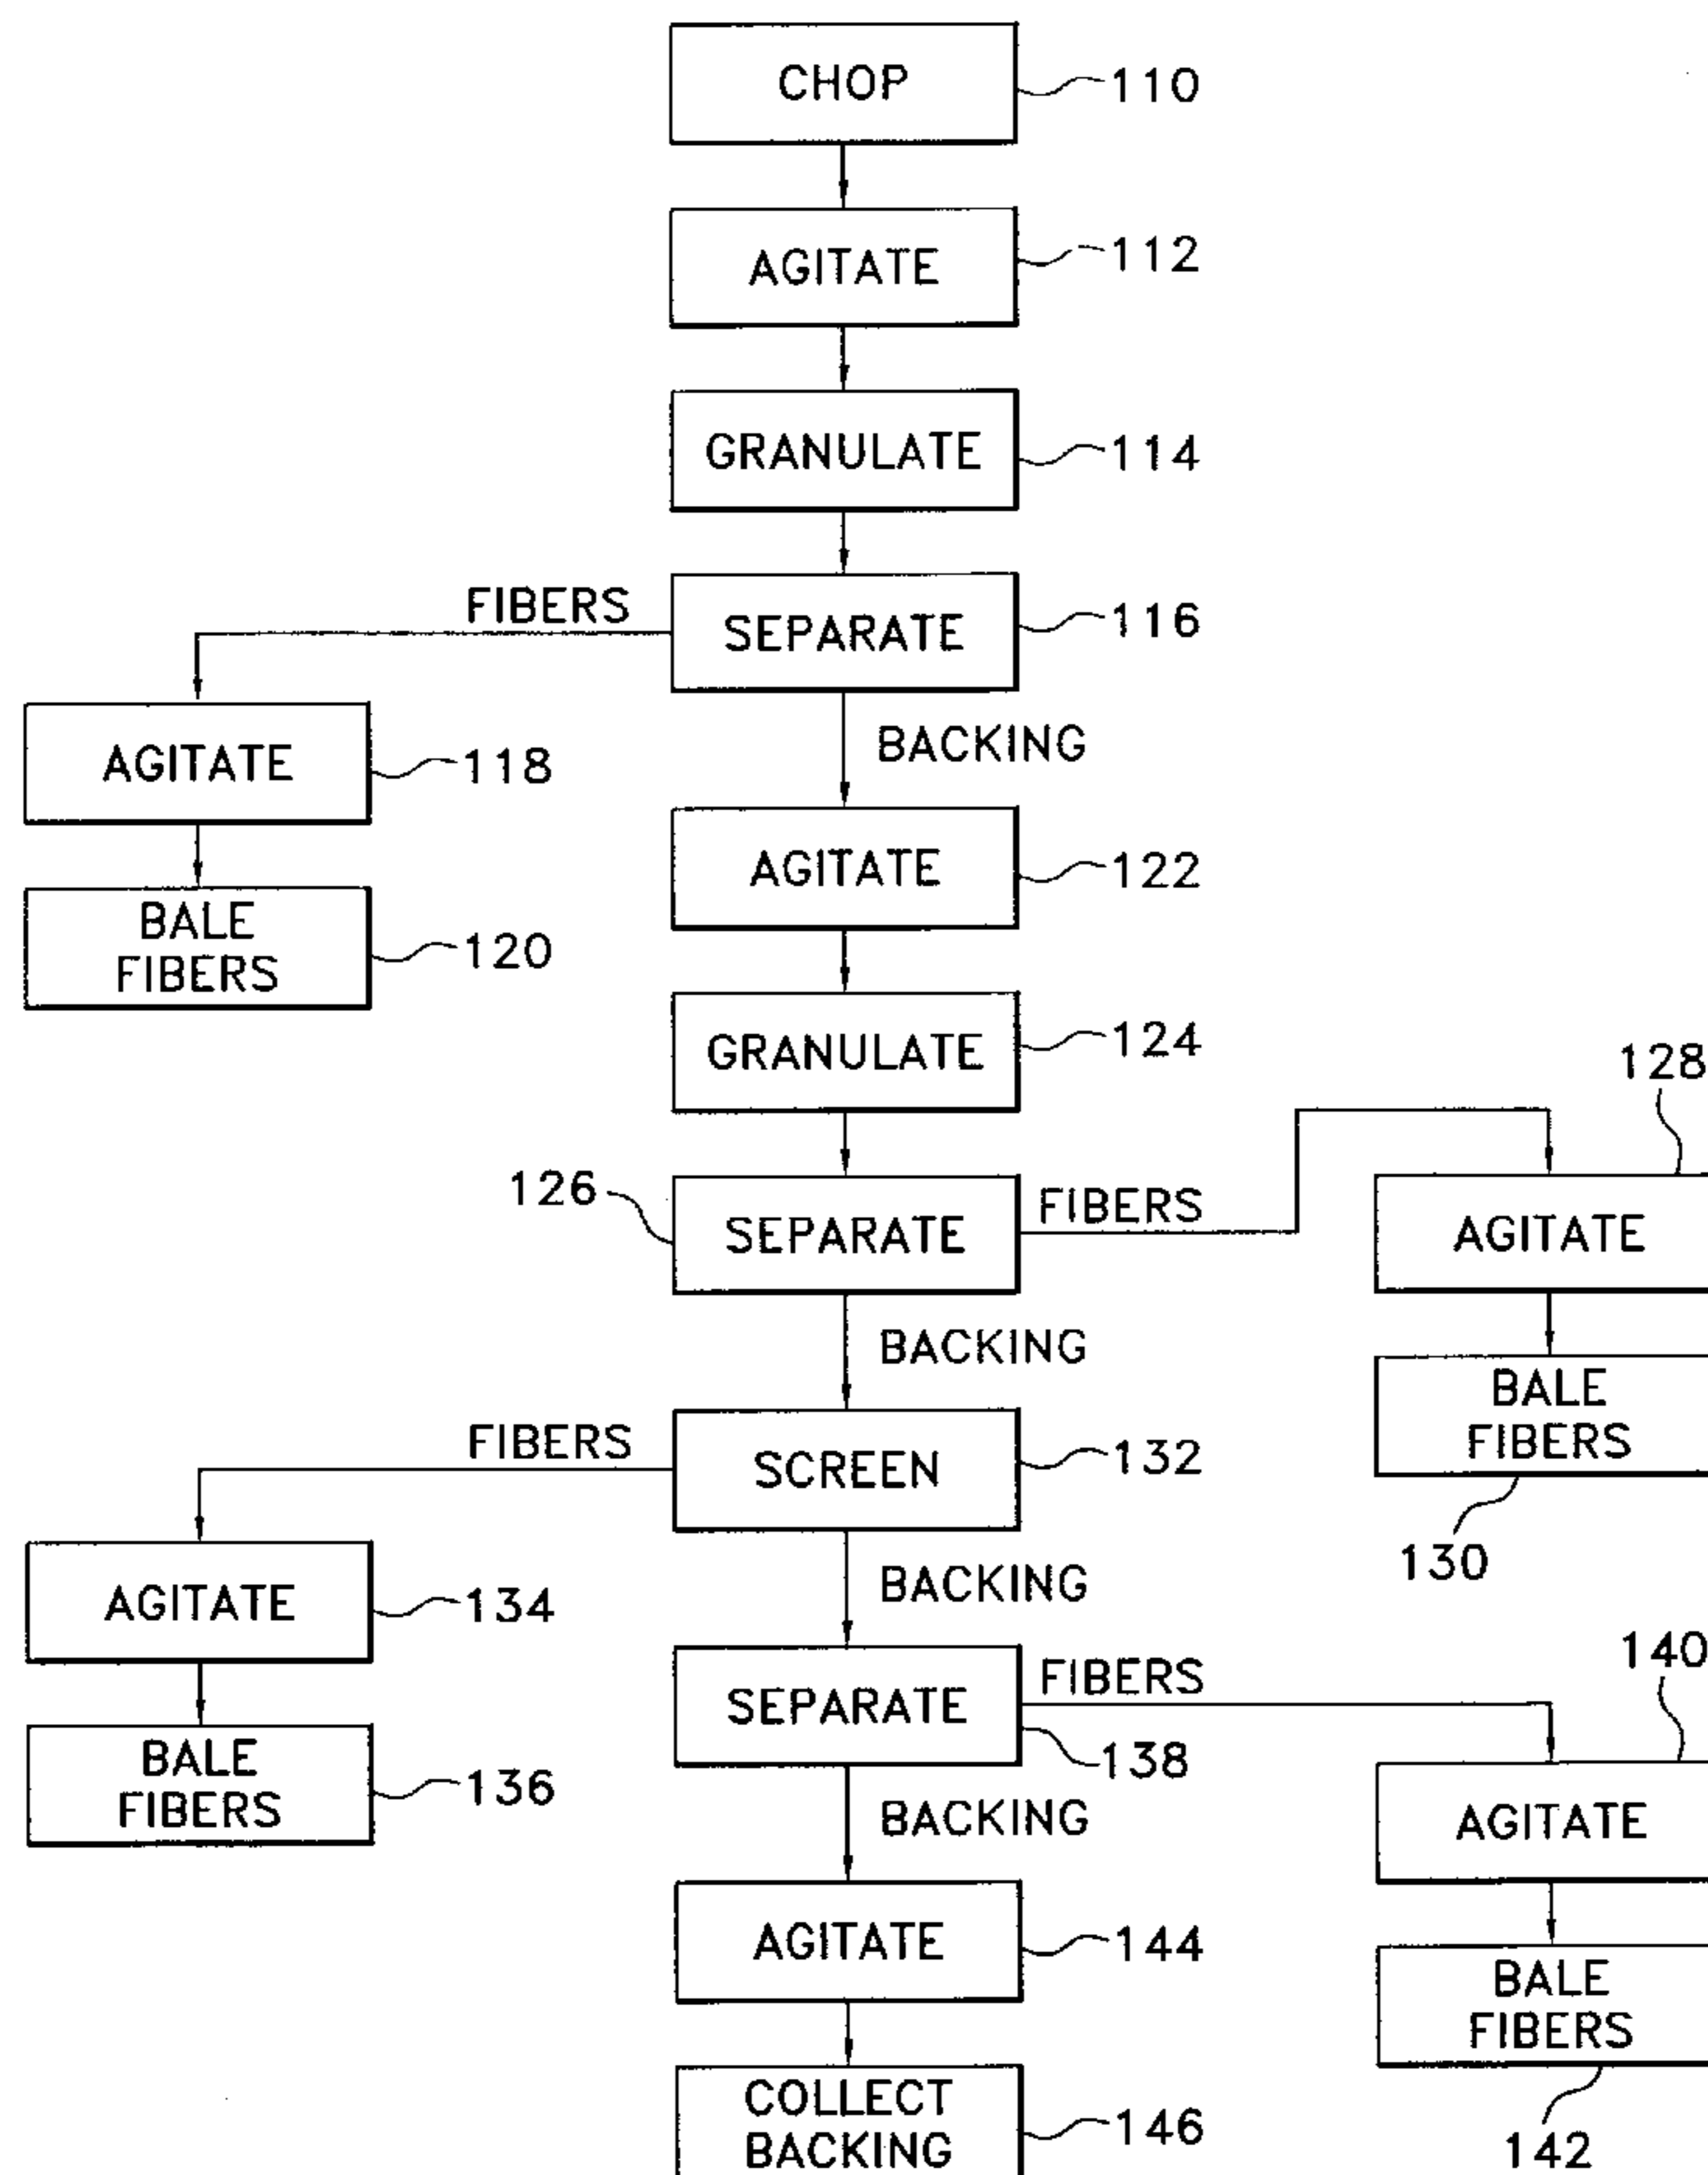 CHOP
110
AGITATE
112
GRANULATE
114
FIBERS
SEPARATE
116
AGITATE
118
BACKING
BALE
FIBERS
120
AGITATE
122
GRANULATE
124
128
126
SEPARATE
FIBERS
AGITATE
BACKING
BALE
FIBERS
130
FIBERS
SCREEN
132
AGITATE
134
BACKING
BALE
FIBERS
136
SEPARATE
FIBERS
138
140
AGITATE
BACKING
BALE
FIBERS
142
AGITATE
144
COLLECT
BACKING
146